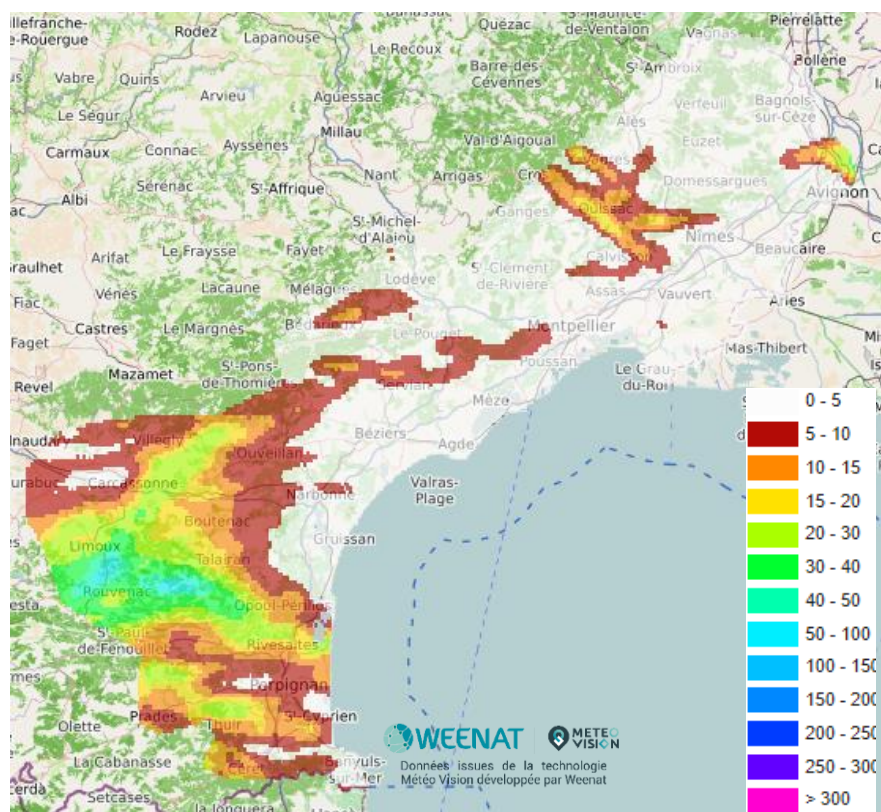 Rodez
Lapanouse
Quézac
St-Maurice-
de-Ventalon
Vagnas
Pierrelatte
de-Rouergue
Le Recoux
Bollène
Vabre
Quins
Barre-des-
Cévennes
St-Ambroix
Arvieu
Aguessac
Verfeuil
Bagnols-
sur-Cèze
Le Ségur
Millau
Alès
Carmaux
Connac
Ayssènes
Val-d'Aigoual
Euzet
Sérénac
Nant
Arrigas
Domessargues
Albi
St-Affrique
Avignon
Quissac
Ganges
St-Michel-
d'Alajou
Nîmes
Arifat
Le Fraysse
Fayet
Calvisson
Beaucaire
Graulhet
St-Clément
de-Rivière
Lodève
Vénès
Lacaune
Mélagues
Assas
Vauvert
Arles
Fiac
Castres
Le Margnès
Bédarieux
Le Pouget
Montpellier
Faget
St-Pons-
de-Thomières
Poussan
Le Grau-
du-Roi
Mas-Thibert
Mazamet
Revel
Servian
Mèze
Villegly
Béziers
Agde
Ouveillan
Carcassonne
Valras-
Plage
Narbonne
Boutenac
Gruissan
Limoux
Talairan
Rouvenac
Opoul-Périllos
St-Paul-
de-Fenouillet
Rivesaltes
Perpignan
Prades
Thuir
St-Cyprien
Olette
La Cabanasse
Céret
Banyuls-
sur-Mer
Setcases
la Jonquera
0 - 5
5 - 10
10 - 15
15 - 20
20 - 30
30 - 40
40 - 50
50 - 100
100 - 150
150 - 200
200 - 250
250 - 300
> 300
WEENAT
METEO
VISION
Données issues de la technologie
Météo Vision développée par Weenat